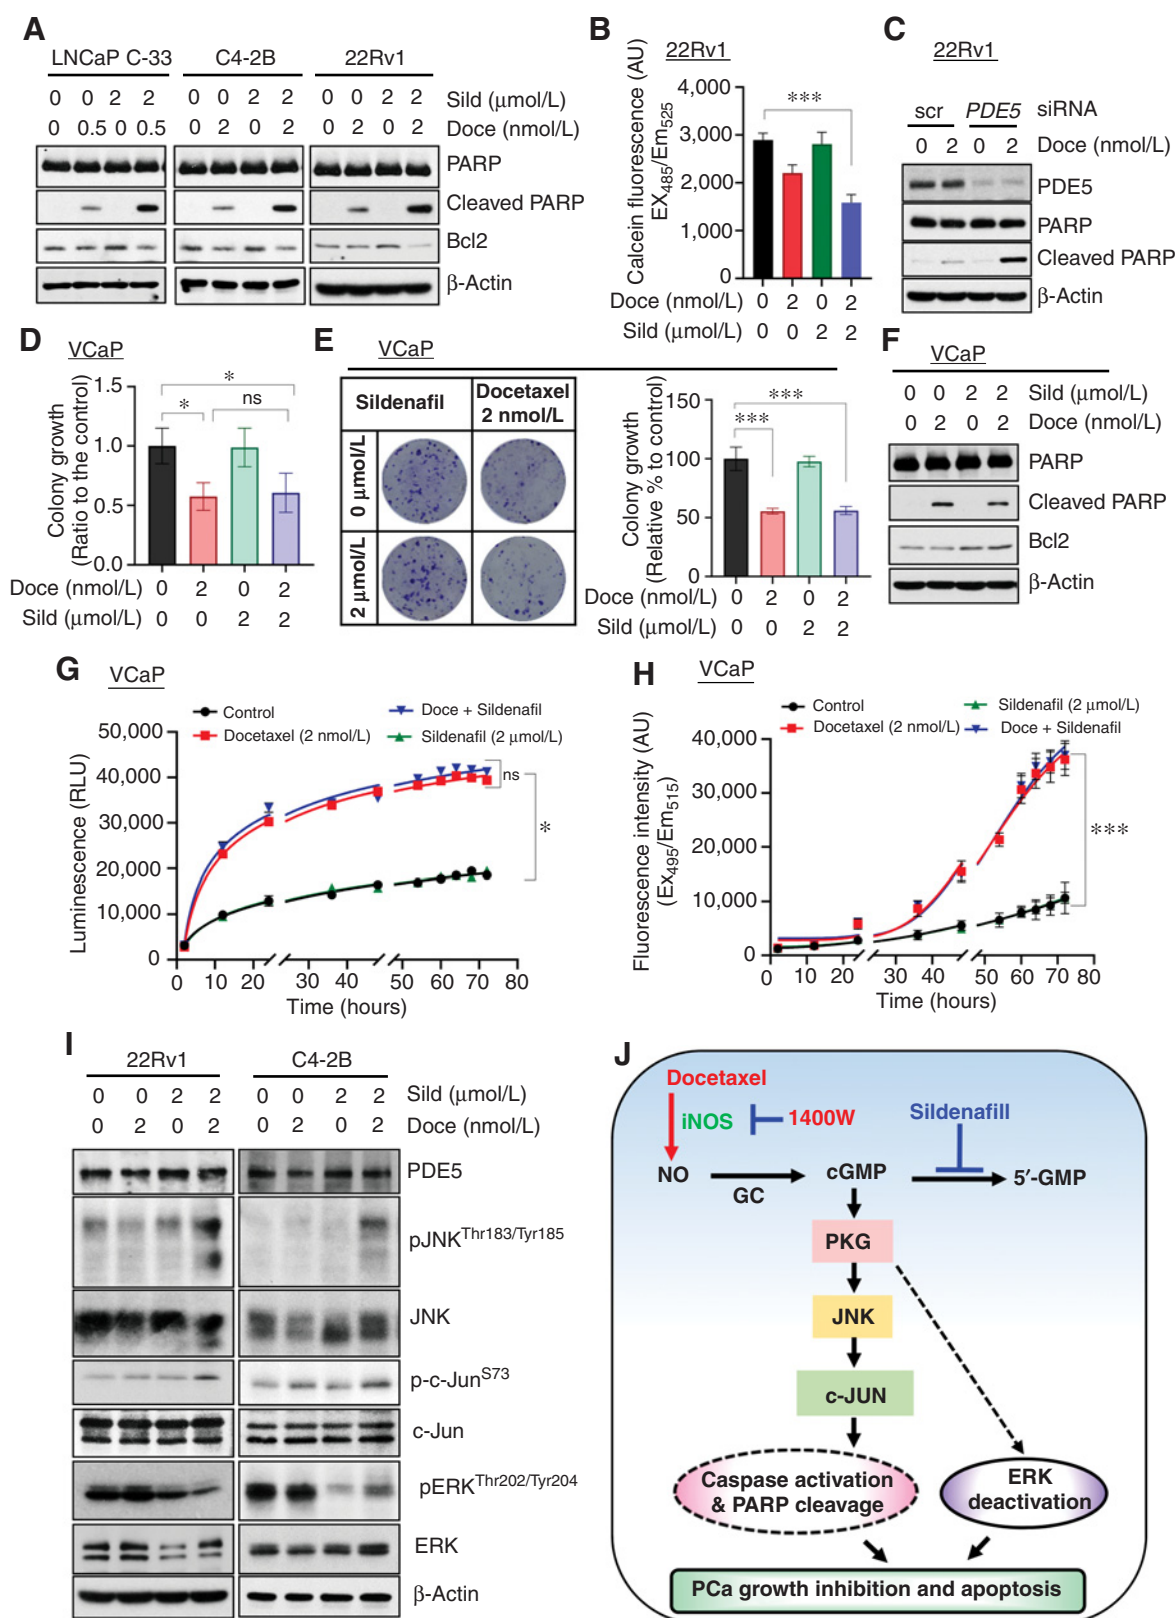 A
LNCaP C-33 C4-2B 22Rv1
0 0 2 2 0 0 2 2 0 0 2 2 Sild (μmol/L)
0 0.5 0 0.5 0 2 0 2 0 2 0 2 Doce (nmol/L)
PARP
Cleaved PARP
Bcl2
β-Actin
B
22Rv1
Calcein fluorescence (AU)
EX485/Em525
4,000
3,000
2,000
1,000
0
***
Doce (nmol/L) 0 2 0 2
Sild (μmol/L) 0 0 2 2
C
22Rv1
scr PDE5 siRNA
0 2 0 2 Doce (nmol/L)
PDE5
PARP
Cleaved PARP
β-Actin
D
VCaP
Colony growth
(Ratio to the control)
1.5
1.0
0.5
0.0
*
* ns
Doce (nmol/L) 0 2 0 2
Sild (μmol/L) 0 0 2 2
E
VCaP
Sildenafil Docetaxel
2 nmol/L
0 μmol/L
2 μmol/L
Colony growth
(Relative % to control)
150
100
50
0
***
***
Doce (nmol/L) 0 2 0 2
Sild (μmol/L) 0 0 2 2
F
VCaP
0 0 2 2 Sild (μmol/L)
0 2 0 2 Doce (nmol/L)
PARP
Cleaved PARP
Bcl2
β-Actin
G
VCaP
Control Doce + Sildenafil
Docetaxel (2 nmol/L) Sildenafil (2 μmol/L)
Luminescence (RLU)
50,000
40,000
30,000
20,000
10,000
0
ns
*
0 10 20 30 40 50 60 70 80
Time (hours)
H
VCaP
Control Sildenafil (2 μmol/L)
Docetaxel (2 nmol/L) Doce + Sildenafil
Fluorescence intensity (AU)
(Ex495/Em515)
40,000
30,000
20,000
10,000
0
***
0 10 20 30 40 50 60 70 80
Time (hours)
I
22Rv1 C4-2B
0 0 2 2 0 0 2 2 Sild (μmol/L)
0 2 0 2 0 2 0 2 Doce (nmol/L)
PDE5
pJNKThr183/Tyr185
JNK
p-c-JunS73
c-Jun
pERKThr202/Tyr204
ERK
β-Actin
J
Docetaxel
iNOS 1400W Sildenafill
NO GC cGMP 5′-GMP
PKG
JNK
c-JUN
Caspase activation
& PARP cleavage
ERK
deactivation
PCa growth inhibition and apoptosis